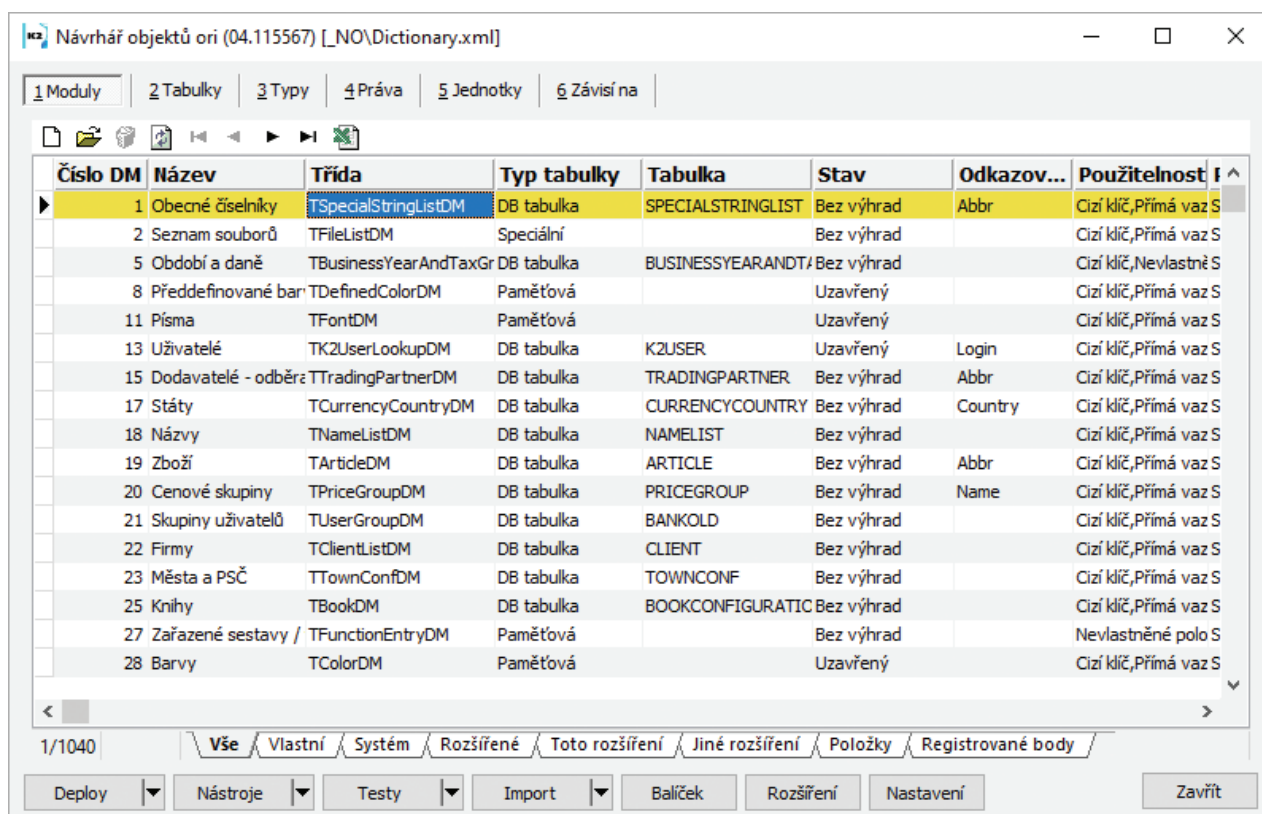 K2 Návrhář objektů ori (04.115567) [_NO\Dictionary.xml]
1 Moduly 2 Tabulky 3 Typy 4 Práva 5 Jednotky 6 Závisí na
Číslo DM Název Třída Typ tabulky Tabulka Stav Odkazov... Použitelnost
1 Obecné číselníky TSpecialStringListDM DB tabulka SPECIALSTRINGLIST Bez výhrad Abbr Cizí klíč,Přímá vaz S
2 Seznam souborů TFileListDM Speciální Bez výhrad Cizí klíč,Přímá vaz S
5 Období a daně TBusinessYearAndTaxGr DB tabulka BUSINESSYEARANDTA Bez výhrad Cizí klíč,Nevlastně S
8 Předdefinované bar TDefinedColorDM Paměťová Uzavřený Cizí klíč,Přímá vaz S
11 Písma TFontDM Paměťová Uzavřený Cizí klíč,Přímá vaz S
13 Uživatelé TK2UserLookupDM DB tabulka K2USER Uzavřený Login Cizí klíč,Přímá vaz S
15 Dodavatelé - odběra TTradingPartnerDM DB tabulka TRADINGPARTNER Bez výhrad Abbr Cizí klíč,Přímá vaz S
17 Státy TCurrencyCountryDM DB tabulka CURRENCYCOUNTRY Bez výhrad Country Cizí klíč,Přímá vaz S
18 Názvy TNameListDM DB tabulka NAMELIST Bez výhrad Cizí klíč,Přímá vaz S
19 Zboží TArticleDM DB tabulka ARTICLE Bez výhrad Abbr Cizí klíč,Přímá vaz S
20 Cenové skupiny TPriceGroupDM DB tabulka PRICEGROUP Bez výhrad Name Cizí klíč,Přímá vaz S
21 Skupiny uživatelů TUserGroupDM DB tabulka BANKOLD Bez výhrad Cizí klíč,Přímá vaz S
22 Firmy TClientListDM DB tabulka CLIENT Bez výhrad Cizí klíč,Přímá vaz S
23 Města a PSČ TTownConfDM DB tabulka TOWNCONF Bez výhrad Cizí klíč,Přímá vaz S
25 Knihy TBookDM DB tabulka BOOKCONFIGURATIO Bez výhrad Cizí klíč,Přímá vaz S
27 Zařazené sestavy / TFunctionEntryDM Paměťová Bez výhrad Nevlastněné polo S
28 Barvy TColorDM Paměťová Uzavřený Cizí klíč,Přímá vaz S
1/1040 Vše Vlastní Systém Rozšířené Toto rozšíření Jiné rozšíření Položky Registrované body
Deploy Nástroje Testy Import Balíček Rozšíření Nastavení Zavřít